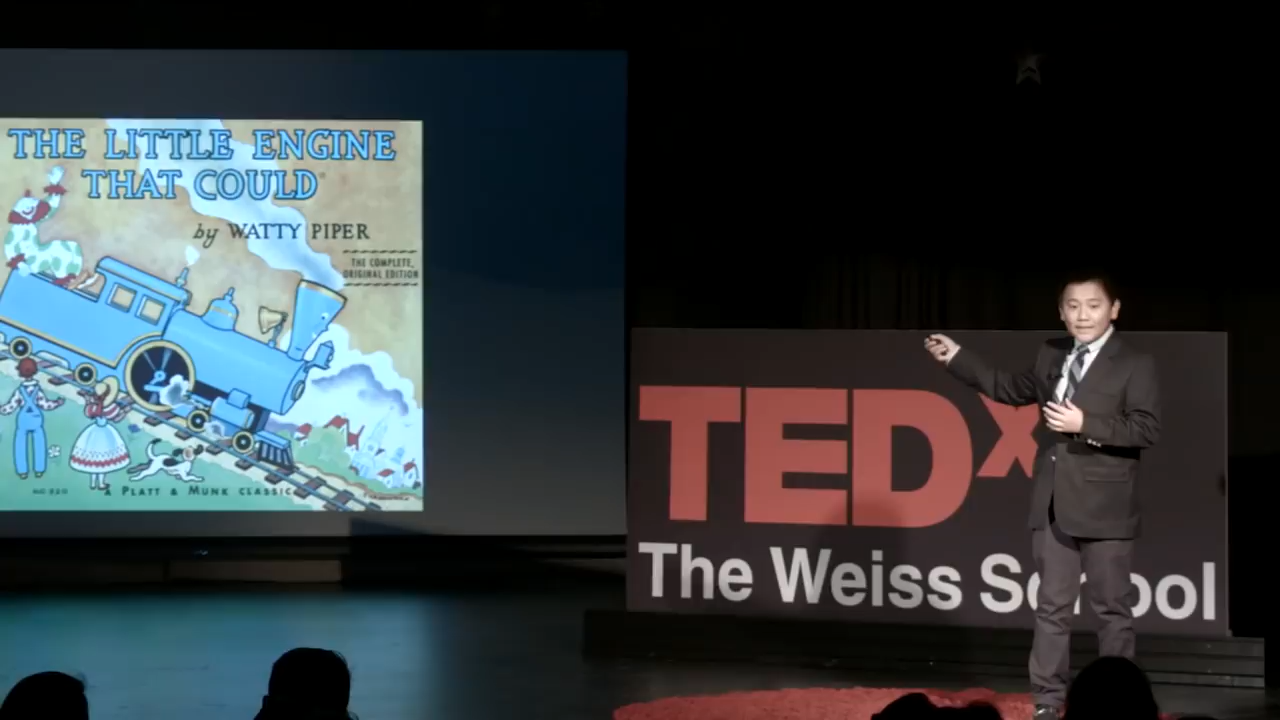 THE LITTLE ENGINE
THAT COULD
by WATTY PIPER
THE COMPLETE,
ORIGINAL EDITION
A PLATT & MUNK CLASSIC
TEDx
The Weiss School